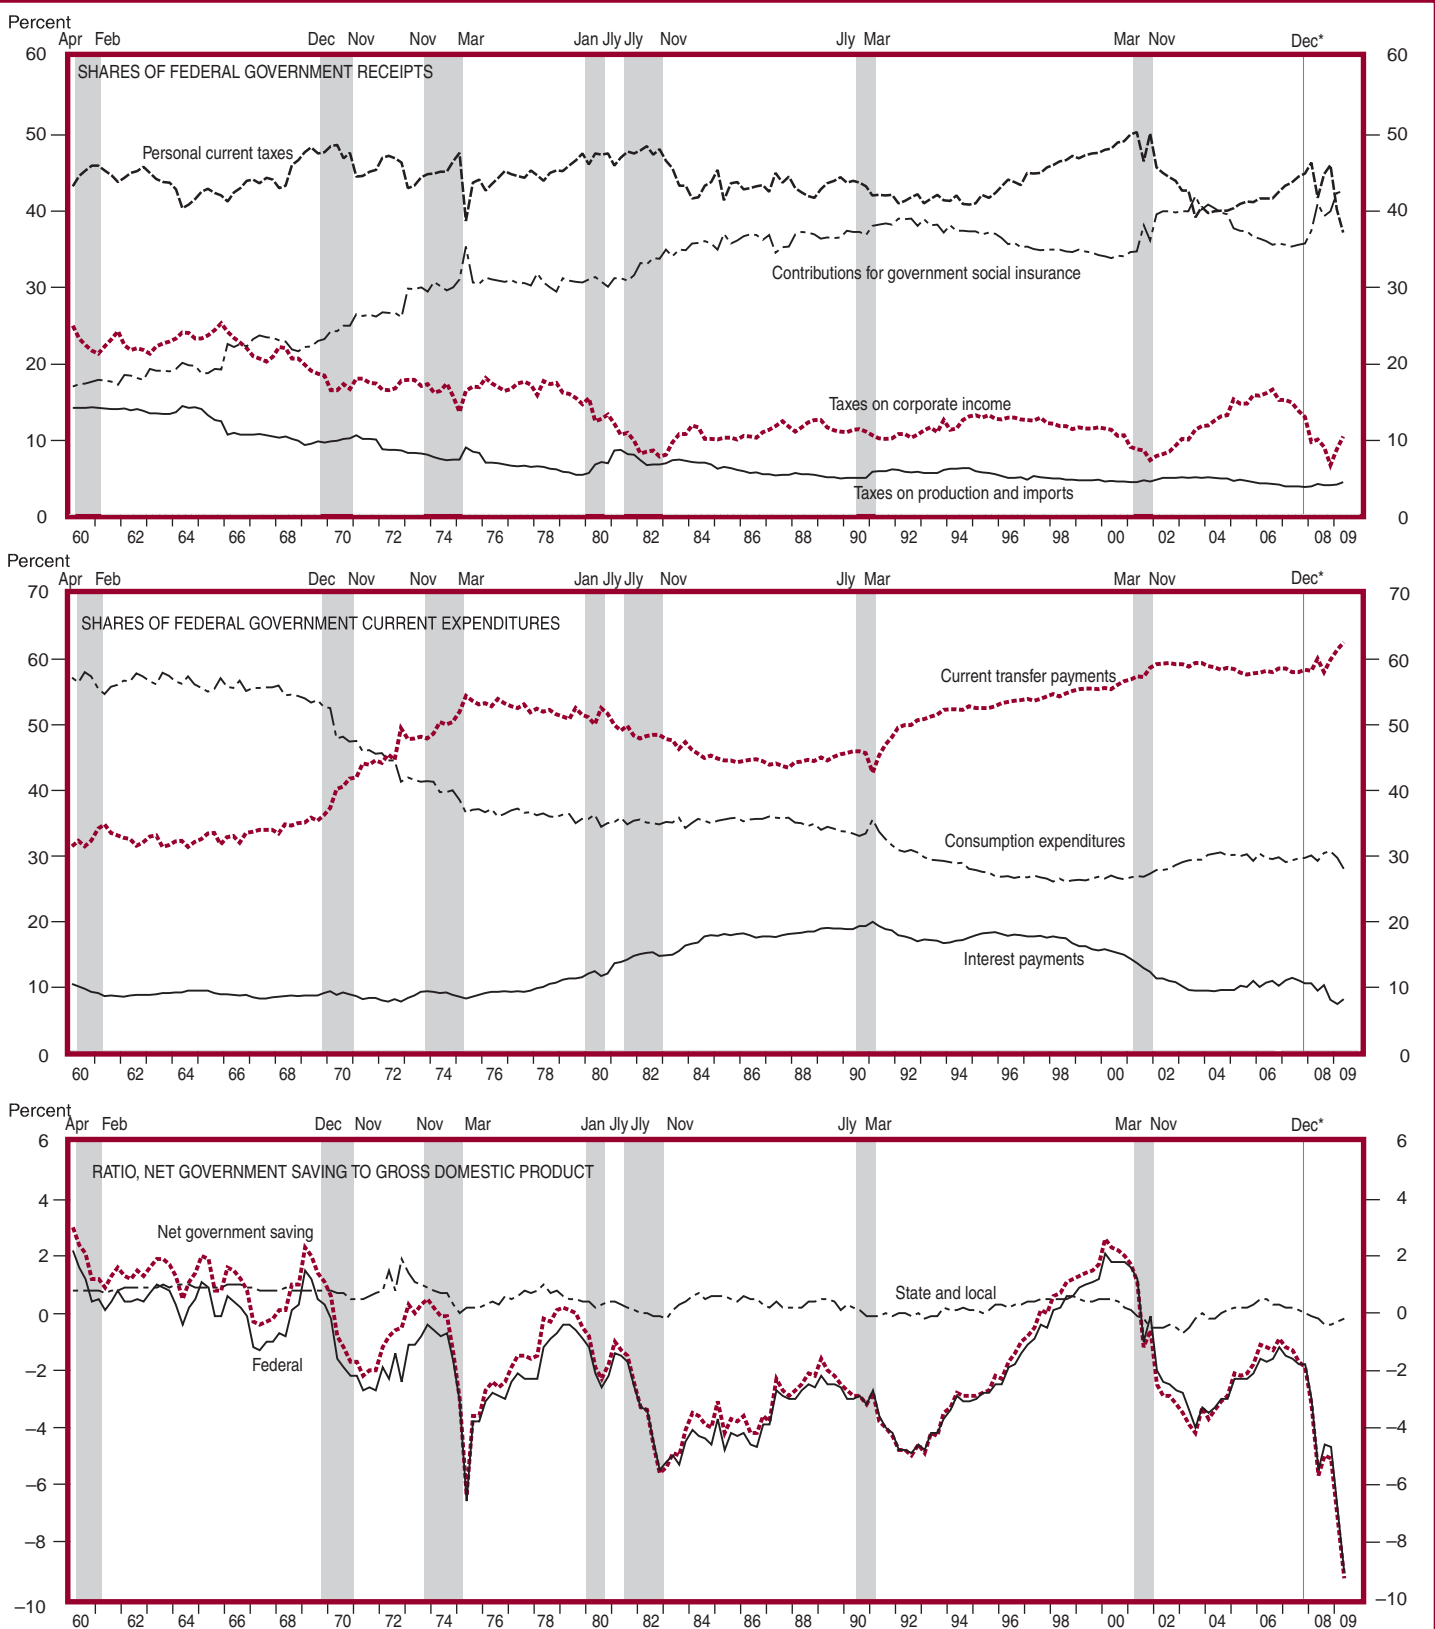 Percent
Apr Feb Dec Nov Nov Mar Jan Jly Jly Nov Jly Mar Mar Nov Dec*
60 60
SHARES OF FEDERAL GOVERNMENT RECEIPTS
50 50
Personal current taxes
40 40
Contributions for government social insurance
30 30
20 20
Taxes on corporate income
10 10
Taxes on production and imports
0 0
60 62 64 66 68 70 72 74 76 78 80 82 84 86 88 90 92 94 96 98 00 02 04 06 08 09
Percent
Apr Feb Dec Nov Nov Mar Jan Jly Jly Nov Jly Mar Mar Nov Dec*
70 70
SHARES OF FEDERAL GOVERNMENT CURRENT EXPENDITURES
60 60
Current transfer payments
50 50
40 40
Consumption expenditures
30 30
20 20
Interest payments
10 10
0 0
60 62 64 66 68 70 72 74 76 78 80 82 84 86 88 90 92 94 96 98 00 02 04 06 08 09
Percent
Apr Feb Dec Nov Nov Mar Jan Jly Jly Nov Jly Mar Mar Nov Dec*
6 6
RATIO, NET GOVERNMENT SAVING TO GROSS DOMESTIC PRODUCT
4 4
Net government saving
2 2
State and local
0 0
Federal
–2 –2
–4 –4
–6 –6
–8 –8
–10 –10
60 62 64 66 68 70 72 74 76 78 80 82 84 86 88 90 92 94 96 98 00 02 04 06 08 09